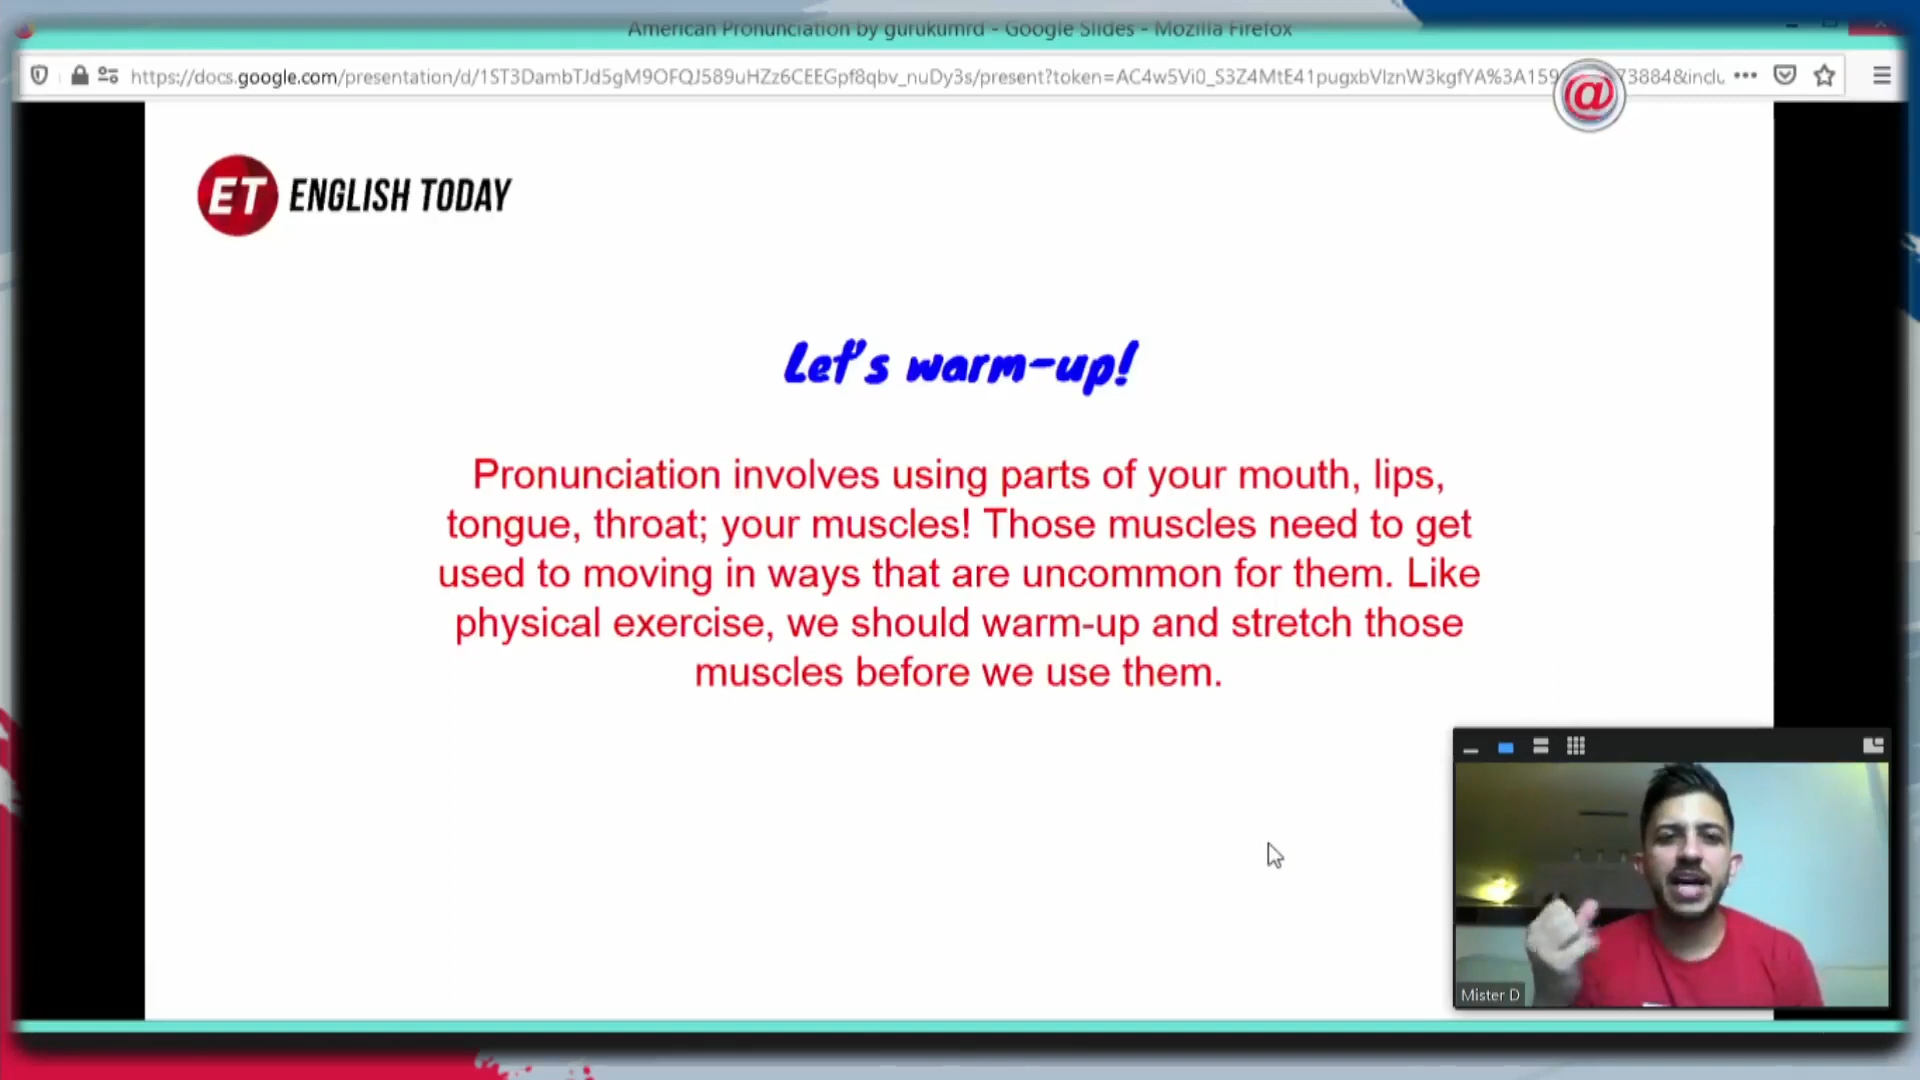 American Pronunciation by gurukumrd - Google Slides - Mozilla Firefox
@
ET ENGLISH TODAY
Let's warm-up!
Pronunciation involves using parts of your mouth, lips,
tongue, throat; your muscles! Those muscles need to get
used to moving in ways that are uncommon for them. Like
physical exercise, we should warm-up and stretch those
muscles before we use them.
Mister D